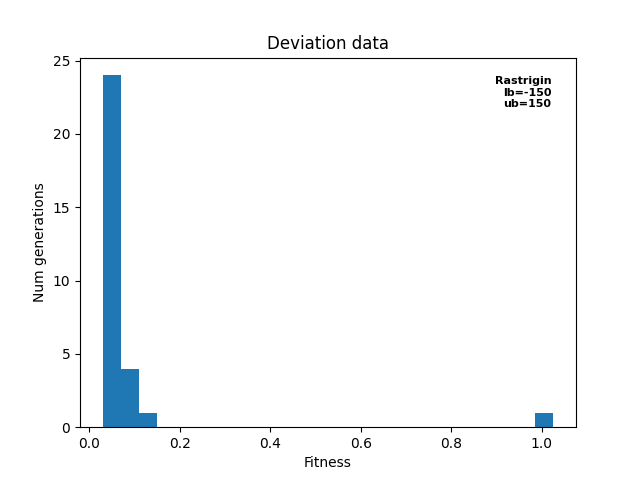 Deviation data
Rastrigin
lb=-150
ub=150
Num generations
25
20
15
10
5
0
0.0 0.2 0.4 0.6 0.8 1.0
Fitness